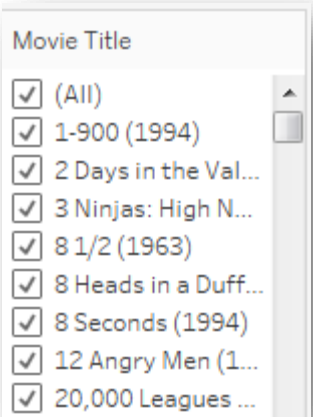 Movie Title
(All)
1-900 (1994)
2 Days in the Val...
3 Ninjas: High N...
8 1/2 (1963)
8 Heads in a Duff...
8 Seconds (1994)
12 Angry Men (1...
20,000 Leagues ...